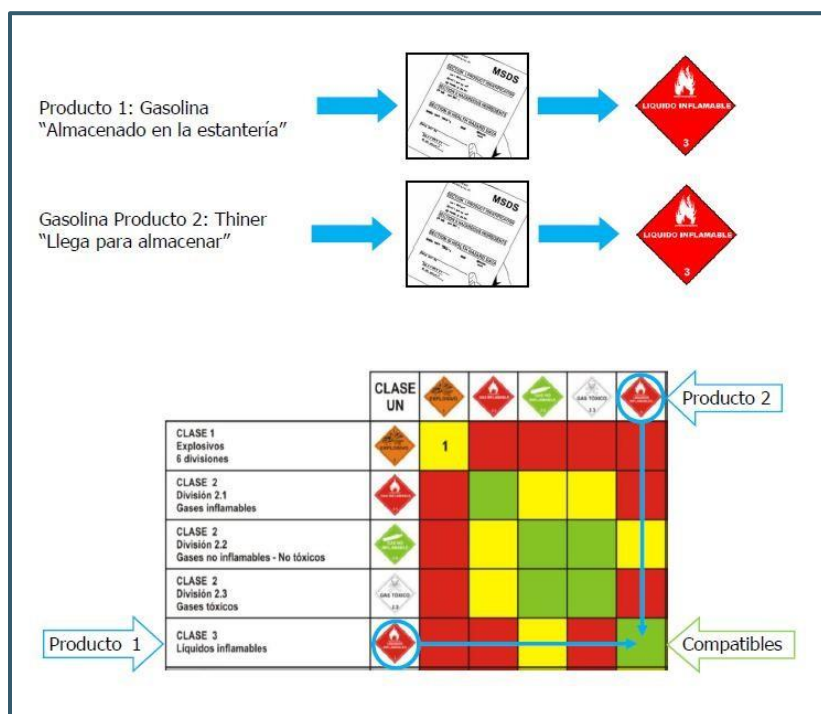 Producto 1: Gasolina
“Almacenado en la estantería”
MSDS
LIQUIDO INFLAMABLE
3
Gasolina Producto 2: Thiner
“Llega para almacenar”
MSDS
LIQUIDO INFLAMABLE
3
CLASE
UN
Producto 2
CLASE 1
Explosivos
6 divisiones
1
CLASE 2
División 2.1
Gases inflamables
CLASE 2
División 2.2
Gases no inflamables - No tóxicos
CLASE 2
División 2.3
Gases tóxicos
GAS TÓXICO
Producto 1
CLASE 3
Líquidos inflamables
Compatibles